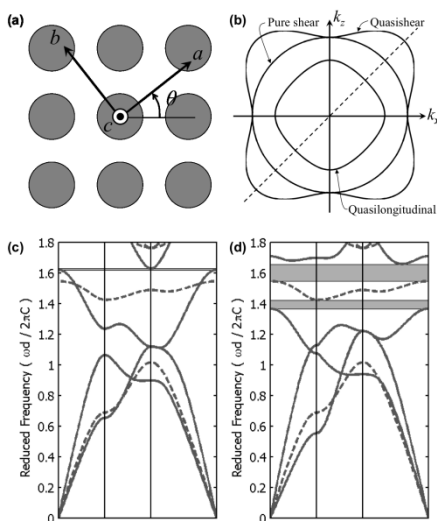 (a)
b
a
θ
c
(b)
k_z
Pure shear
Quasishear
k_x
Quasilongitudinal
(c)
1.8
1.6
1.4
1.2
1
0.8
0.6
0.4
0.2
0
Reduced Frequency ( ωd / 2πC )
(d)
1.8
1.6
1.4
1.2
1
0.8
0.6
0.4
0.2
0
Reduced Frequency ( ωd / 2πC )